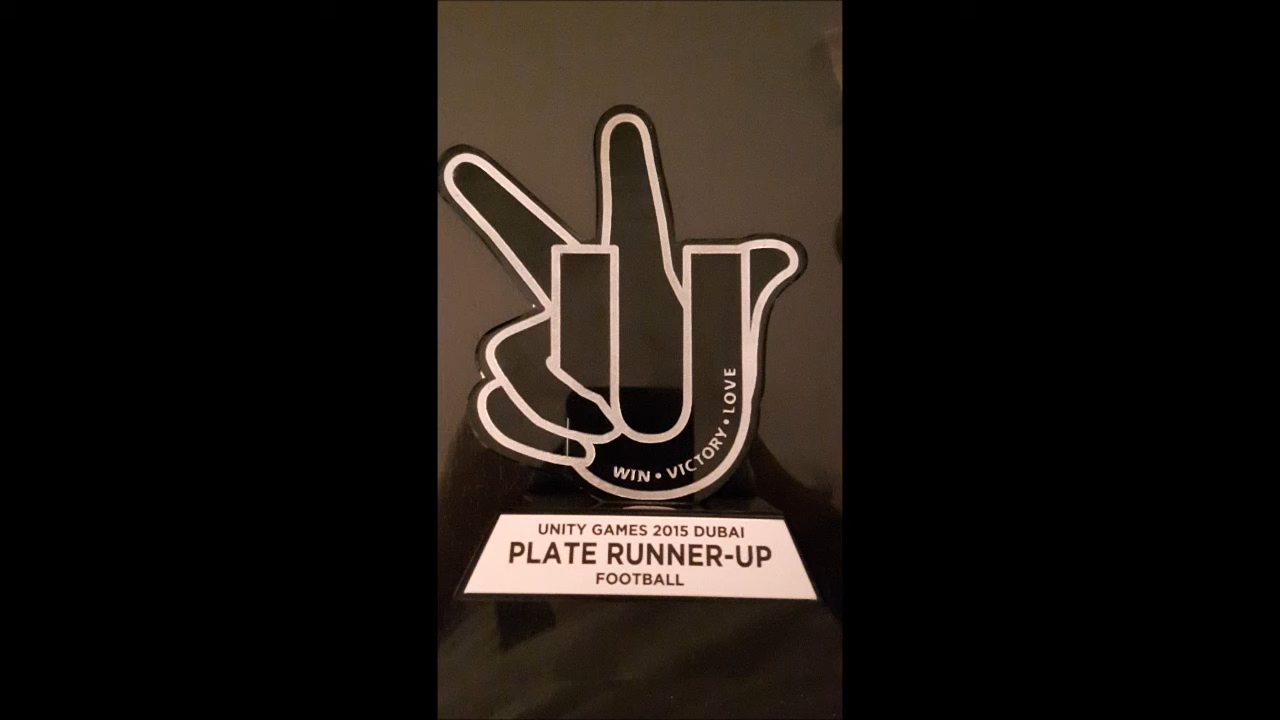 WIN • VICTORY • LOVE
UNITY GAMES 2015 DUBAI
PLATE RUNNER-UP
FOOTBALL